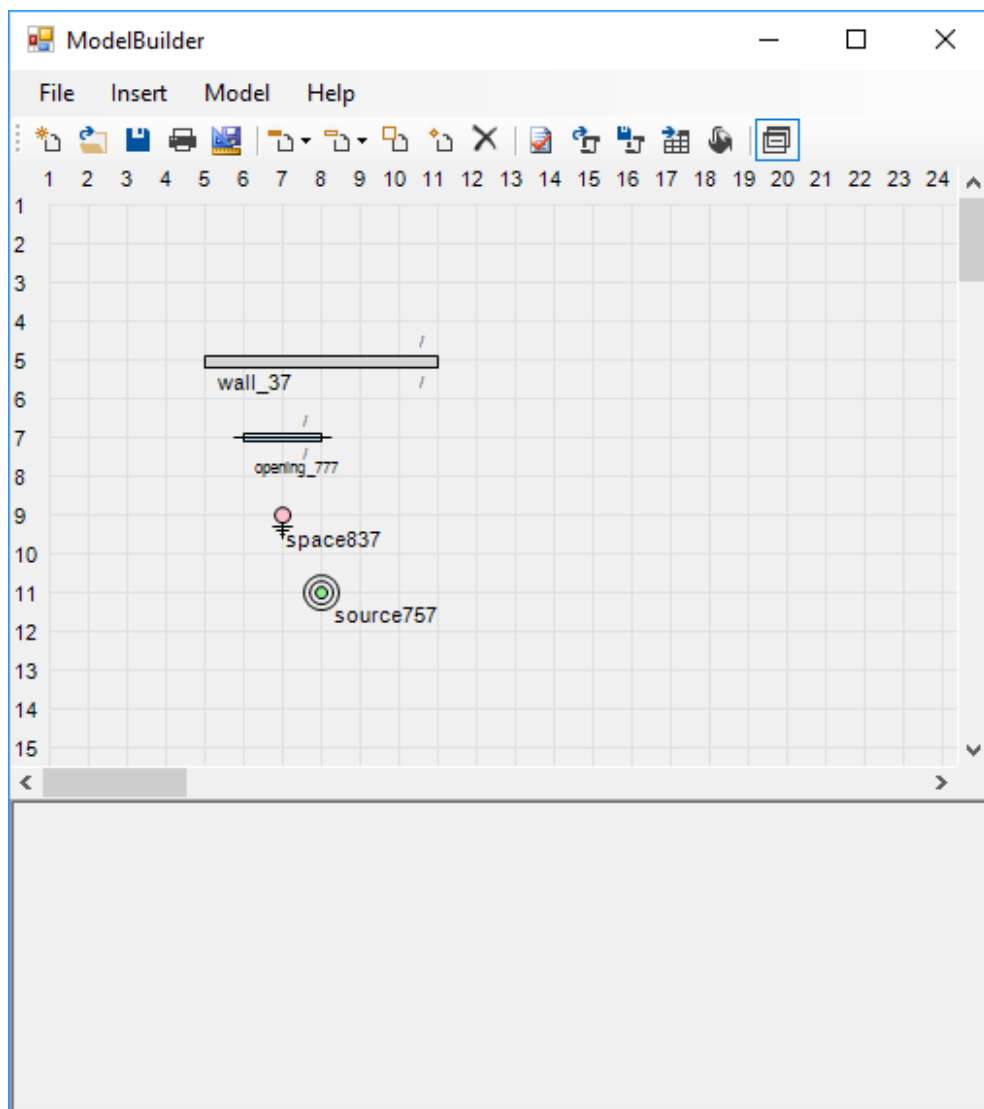 ModelBuilder
File Insert Model Help
1 2 3 4 5 6 7 8 9 10 11 12 13 14 15 16 17 18 19 20 21 22 23 24
1
2
3
4
/
5
wall_37 /
6
/
7
/
opening_777
8
9
space837
10
11
source757
12
13
14
15